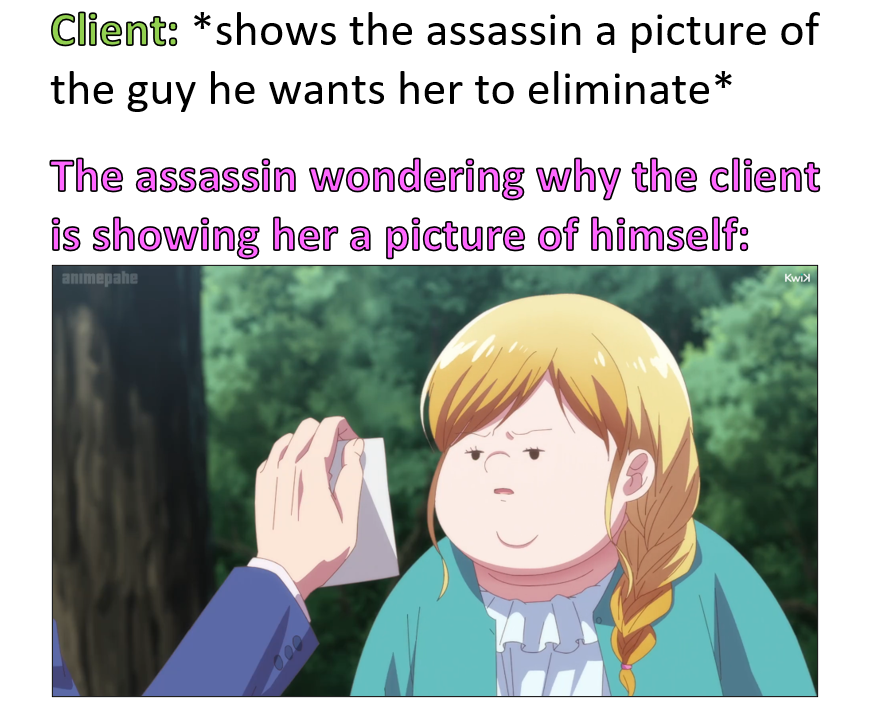 Client: *shows the assassin a picture of
the guy he wants her to eliminate*
The assassin wondering why the client
is showing her a picture of himself:
animepahe
KWIK